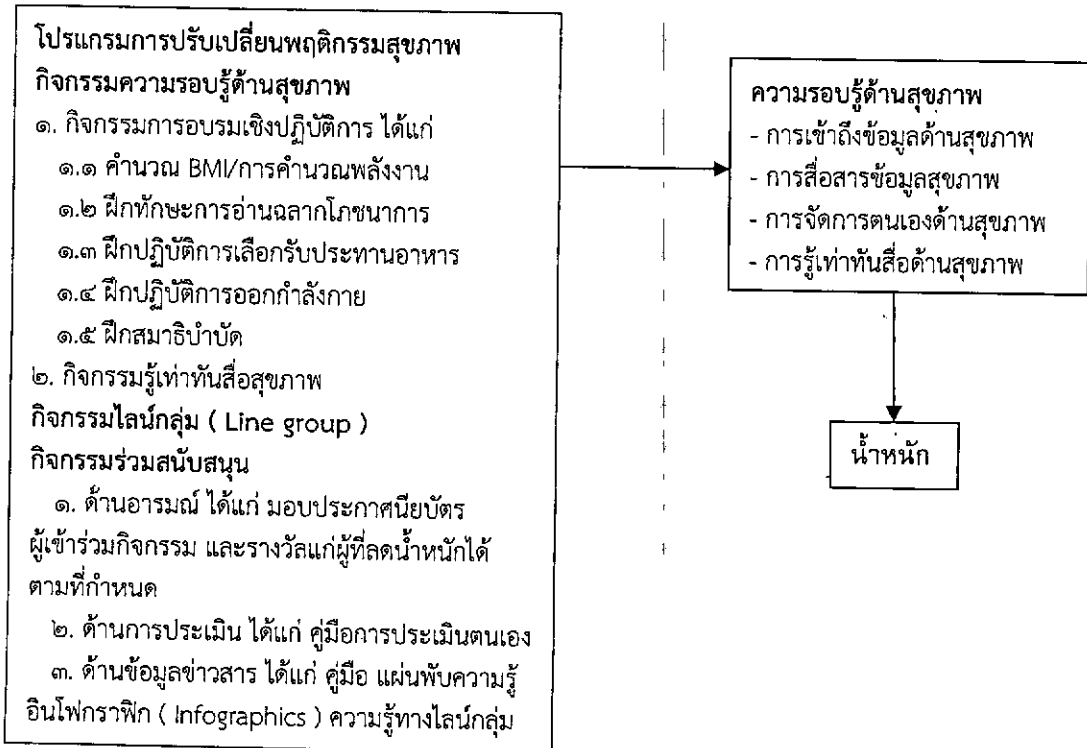 โปรแกรมการปรับเปลี่ยนพฤติกรรมสุขภาพ
กิจกรรมความรอบรู้ด้านสุขภาพ
๑. กิจกรรมการอบรมเชิงปฏิบัติการ ได้แก่
๑.๑ คำนวณ BMI/การคำนวณพลังงาน
๑.๒ ฝึกทักษะการอ่านฉลากโภชนาการ
๑.๓ ฝึกปฏิบัติการเลือกรับประทานอาหาร
๑.๔ ฝึกปฏิบัติการออกกำลังกาย
๑.๕ ฝึกสมาธิบำบัด
๒. กิจกรรมรู้เท่าทันสื่อสุขภาพ
กิจกรรมไลน์กลุ่ม ( Line group )
กิจกรรมร่วมสนับสนุน
๑. ด้านอารมณ์ ได้แก่ มอบประกาศนียบัตร
ผู้เข้าร่วมกิจกรรม และรางวัลแก่ผู้ที่ลดน้ำหนักได้
ตามที่กำหนด
๒. ด้านการประเมิน ได้แก่ คู่มือการประเมินตนเอง
๓. ด้านข้อมูลข่าวสาร ได้แก่ คู่มือ แผ่นพับความรู้
อินโฟกราฟิก ( Infographics ) ความรู้ทางไลน์กลุ่ม
ความรอบรู้ด้านสุขภาพ
- การเข้าถึงข้อมูลด้านสุขภาพ
- การสื่อสารข้อมูลสุขภาพ
- การจัดการตนเองด้านสุขภาพ
- การรู้เท่าทันสื่อด้านสุขภาพ
น้ำหนัก